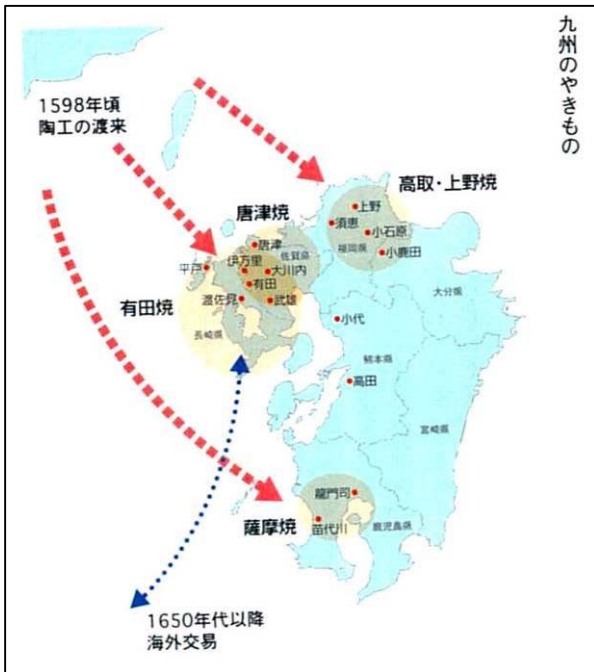 九州のやきもの
1598年頃
陶工の渡来
高取・上野焼
上野
須恵
小石原
福岡県
小鹿田
唐津焼
唐津
佐賀県
伊万里
大川内
平戸
有田
波佐見
武雄
有田焼
長崎県
大分県
小代
熊本県
高田
宮崎県
龍門司
薩摩焼
苗代川
鹿児島県
1650年代以降
海外交易